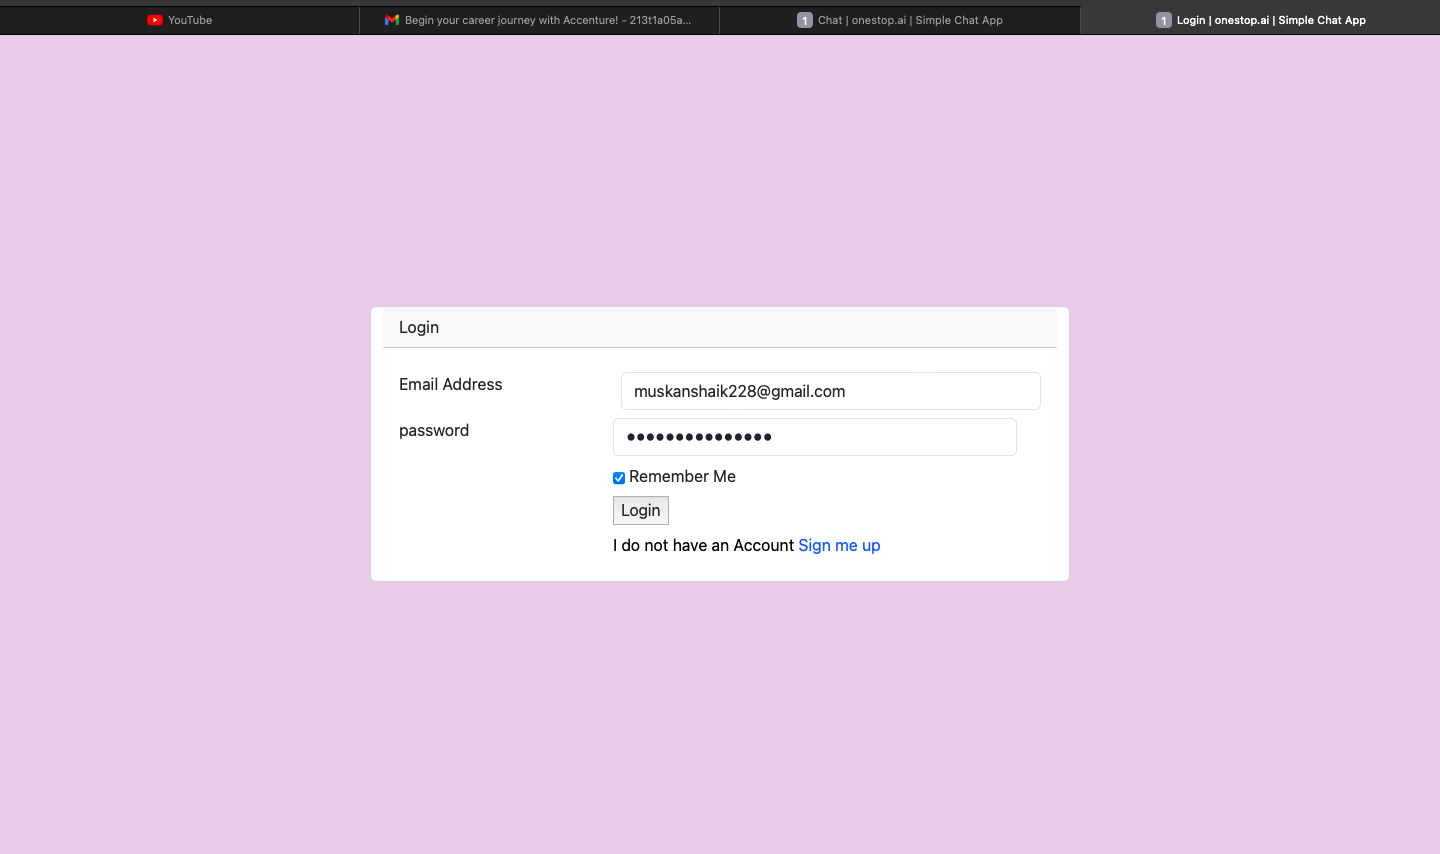 YouTube
Begin your career journey with Accenture! - 213t1a05a...
1 Chat | onestop.ai | Simple Chat App
1 Login | onestop.ai | Simple Chat App
Login
Email Address
muskanshaik228@gmail.com
password
●●●●●●●●●●●●●●●
Remember Me
Login
I do not have an Account Sign me up